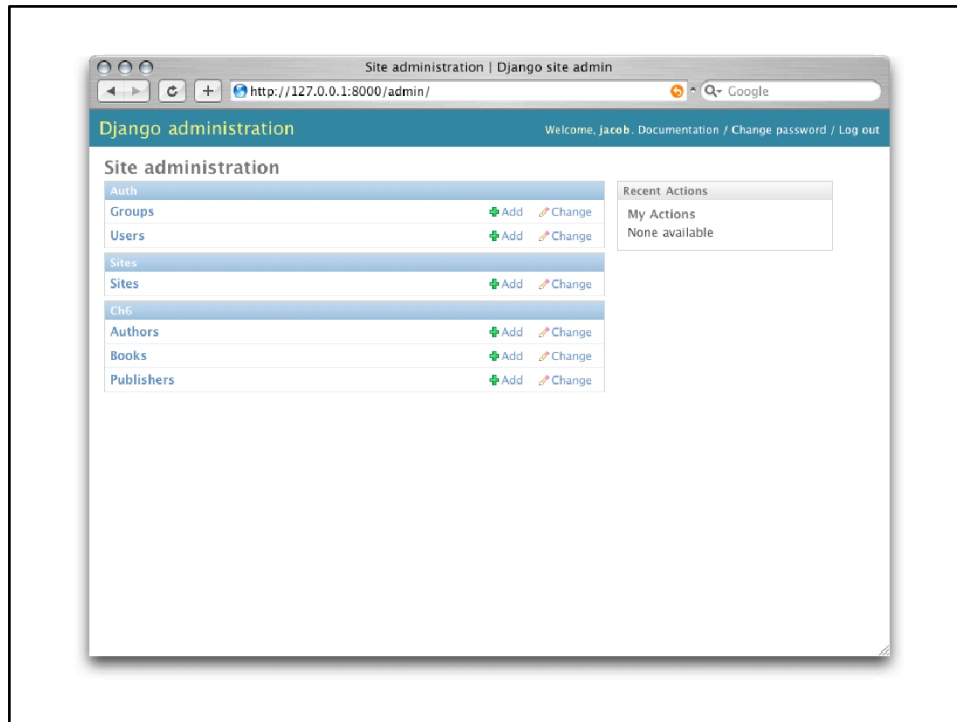 Site administration | Django site admin
http://127.0.0.1:8000/admin/
Google
Django administration
Welcome, jacob. Documentation / Change password / Log out
Site administration
Auth
Groups Add Change
Users Add Change
Sites
Sites Add Change
Ch6
Authors Add Change
Books Add Change
Publishers Add Change
Recent Actions
My Actions
None available